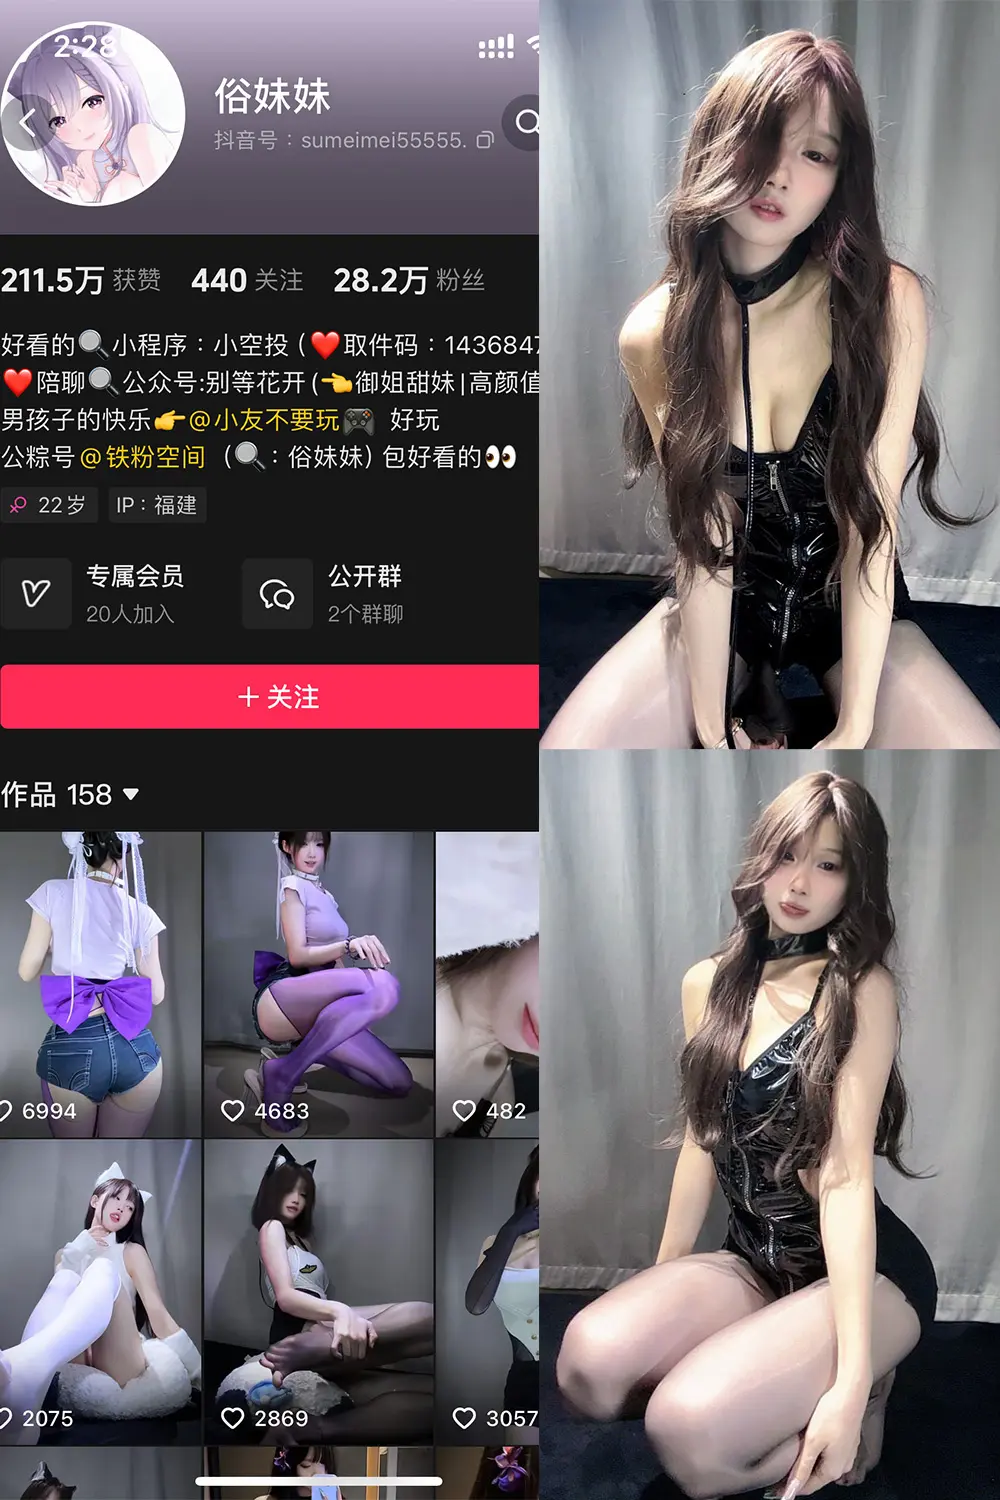 2:28
俗妹妹
抖音号：sumeimei55555.
211.5万 获赞 440 关注 28.2万 粉丝
好看的🔍小程序：小空投（❤️取件码：1436847
❤️陪聊🔍公众号:别等花开(👈御姐甜妹|高颜值
男孩子的快乐👉@小友不要玩🎮 好玩
公粽号@铁粉空间（🔍：俗妹妹）包好看的👀
22岁 IP：福建
专属会员 公开群
20人加入 2个群聊
+ 关注
作品 158
6994 4683 482
2075 2869 3057